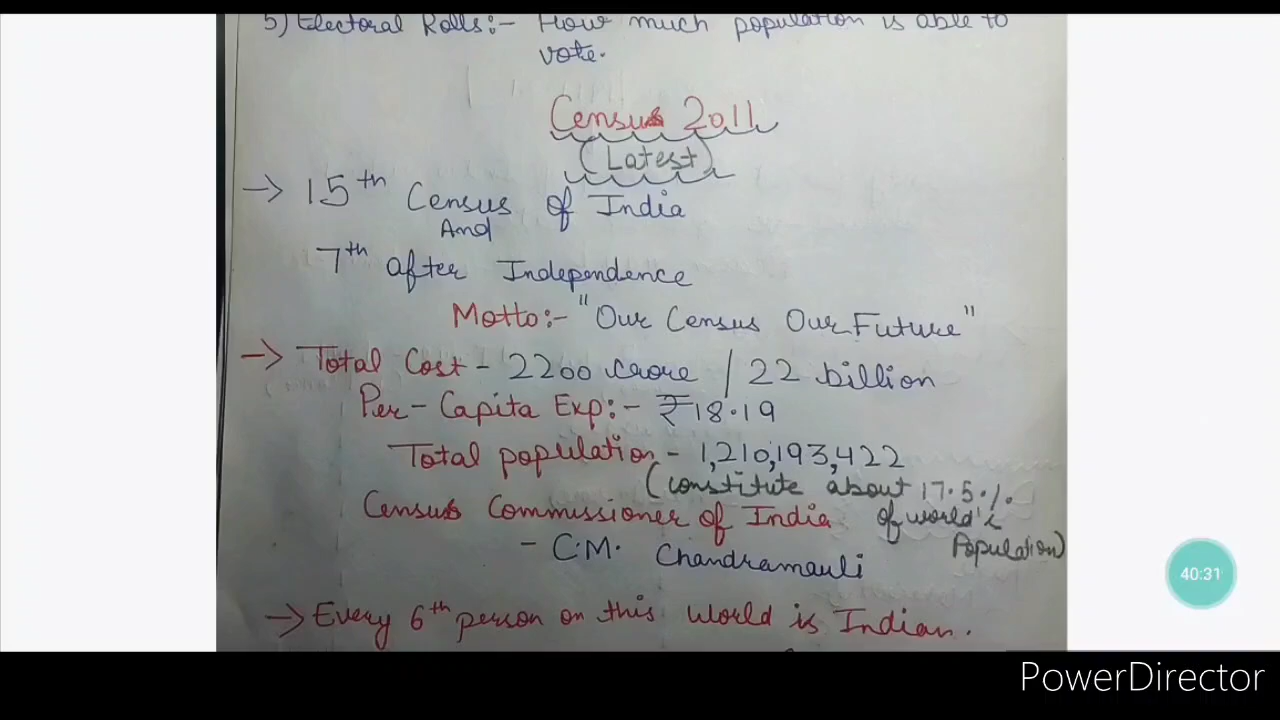 5) Electoral Rolls:- How much population is able to
vote.
Census 2011
(Latest)
→ 15th Census of India
And
7th after Independence
Motto:- "Our Census Our Future"
→ Total Cost - 2200 crore / 22 billion
Per-Capita Exp:- ₹18.19
Total population - 1,210,193,422
(constitute about 17.5%
of world's
Population)
Census Commissioner of India
- C.M. Chandramauli
→ Every 6th person on this world is Indian.
40:31
PowerDirector